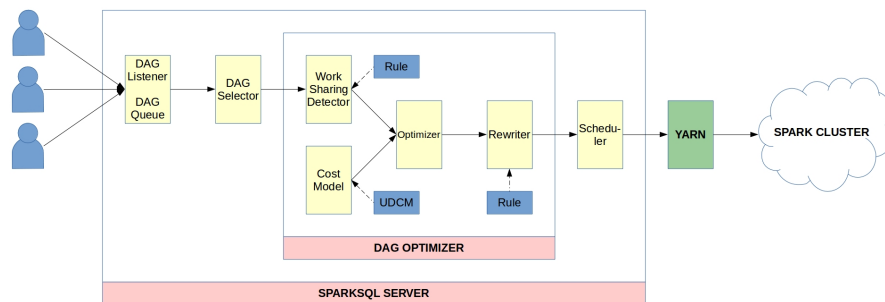 DAG
Listener
DAG
Queue
DAG
Selector
Work
Sharing
Detector
Rule
Cost
Model
UDCM
Optimizer
Rewriter
Rule
Schedu-
ler
YARN
SPARK CLUSTER
DAG OPTIMIZER
SPARKSQL SERVER